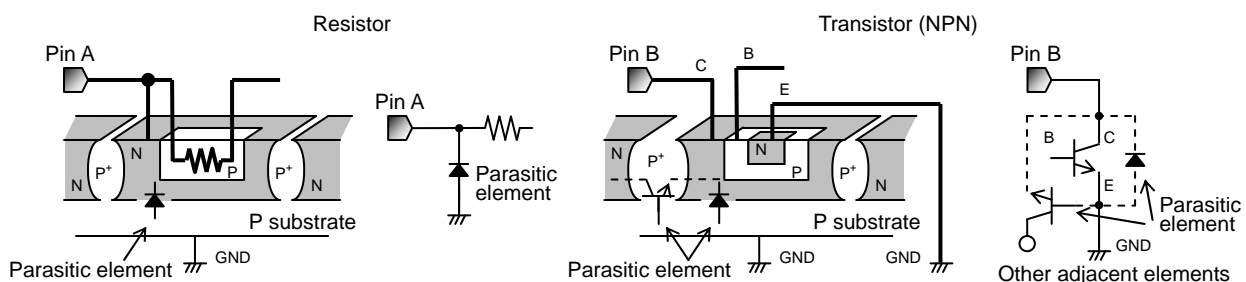 Resistor
Pin A
N
P+
N
P
P+
N
P substrate
Parasitic element
GND
Pin A
Parasitic
element
Transistor (NPN)
Pin B
C
B
E
N
P+
N
P
P+
N
N
P substrate
Parasitic element
GND
GND
Pin B
B
C
E
Parasitic
element
GND
Other adjacent elements